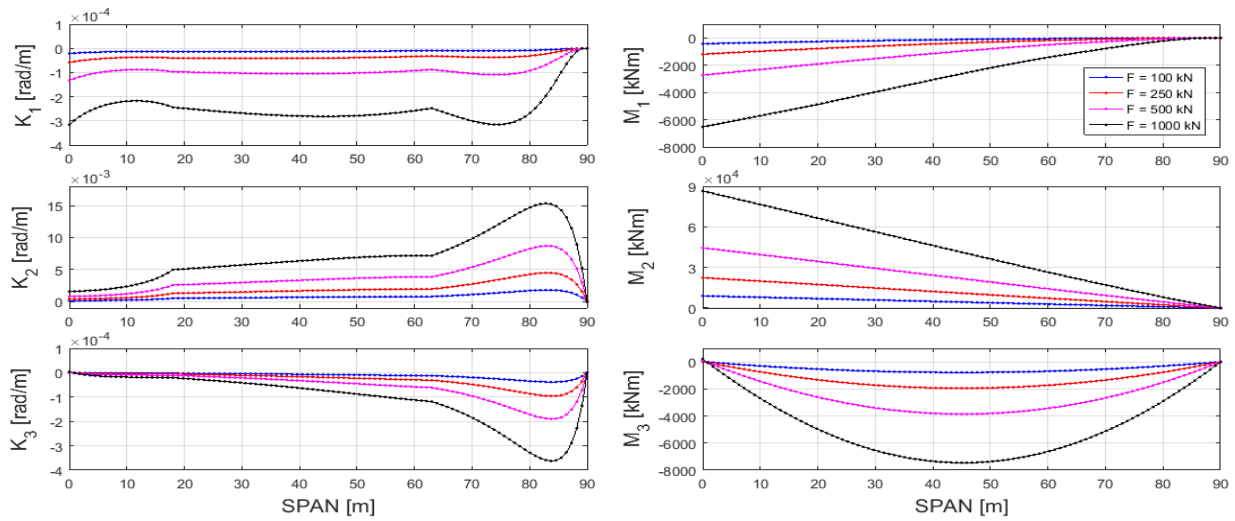 ×10⁻⁴
K₁ [rad/m]
1
0
-1
-2
-3
-4
0 10 20 30 40 50 60 70 80 90
M₁ [kNm]
0
-2000
-4000
-6000
-8000
0 10 20 30 40 50 60 70 80 90
F = 100 kN
F = 250 kN
F = 500 kN
F = 1000 kN
×10⁻³
K₂ [rad/m]
15
10
5
0
0 10 20 30 40 50 60 70 80 90
×10⁴
M₂ [kNm]
9
6
3
0
0 10 20 30 40 50 60 70 80 90
×10⁻⁴
K₃ [rad/m]
1
0
-1
-2
-3
-4
0 10 20 30 40 50 60 70 80 90
SPAN [m]
M₃ [kNm]
0
-2000
-4000
-6000
-8000
0 10 20 30 40 50 60 70 80 90
SPAN [m]